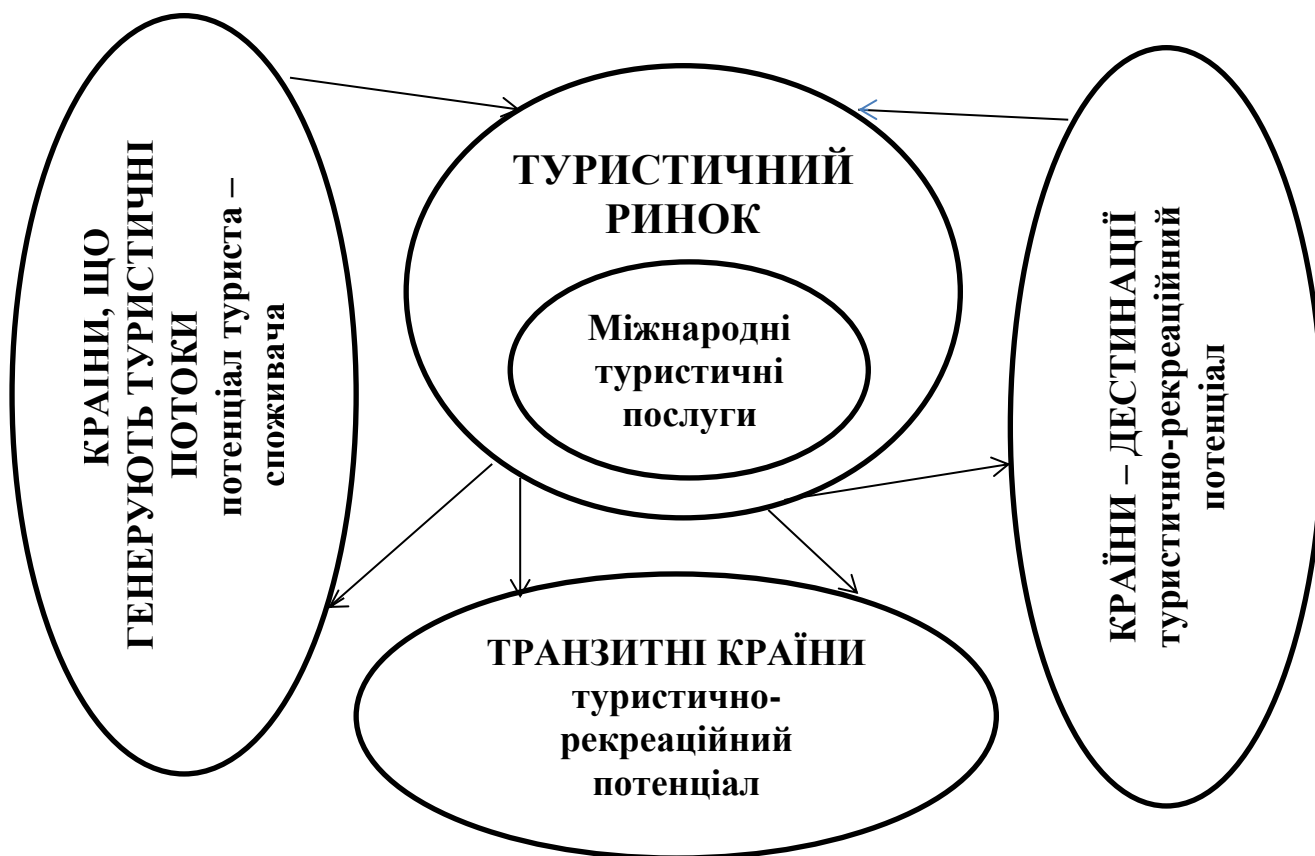 КРАІНИ, ЩО
ГЕНЕРУЮТЬ ТУРИСТИЧНІ
ПОТОКИ
потенціал туриста –
споживача
ТУРИСТИЧНИЙ
РИНОК
Міжнародні
туристичні
послуги
КРАЇНИ – ДЕСТИНАЦІЇ
туристично-рекреаційний
потенціал
ТРАНЗИТНІ КРАЇНИ
туристично-
рекреаційний
потенціал